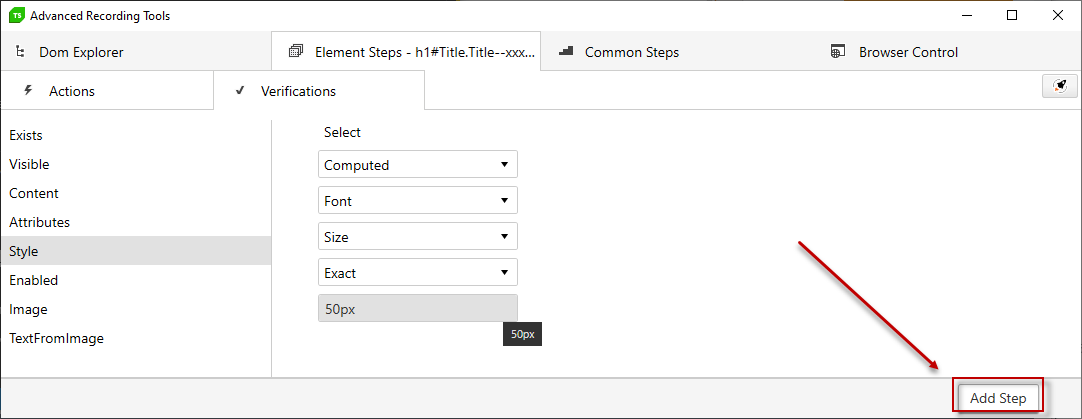 TS Advanced Recording Tools
Dom Explorer
Element Steps - h1#Title.Title--xxx...
Common Steps
Browser Control
Actions
Verifications
Exists
Visible
Content
Attributes
Style
Enabled
Image
TextFromImage
Select
Computed
Font
Size
Exact
50px
50px
Add Step